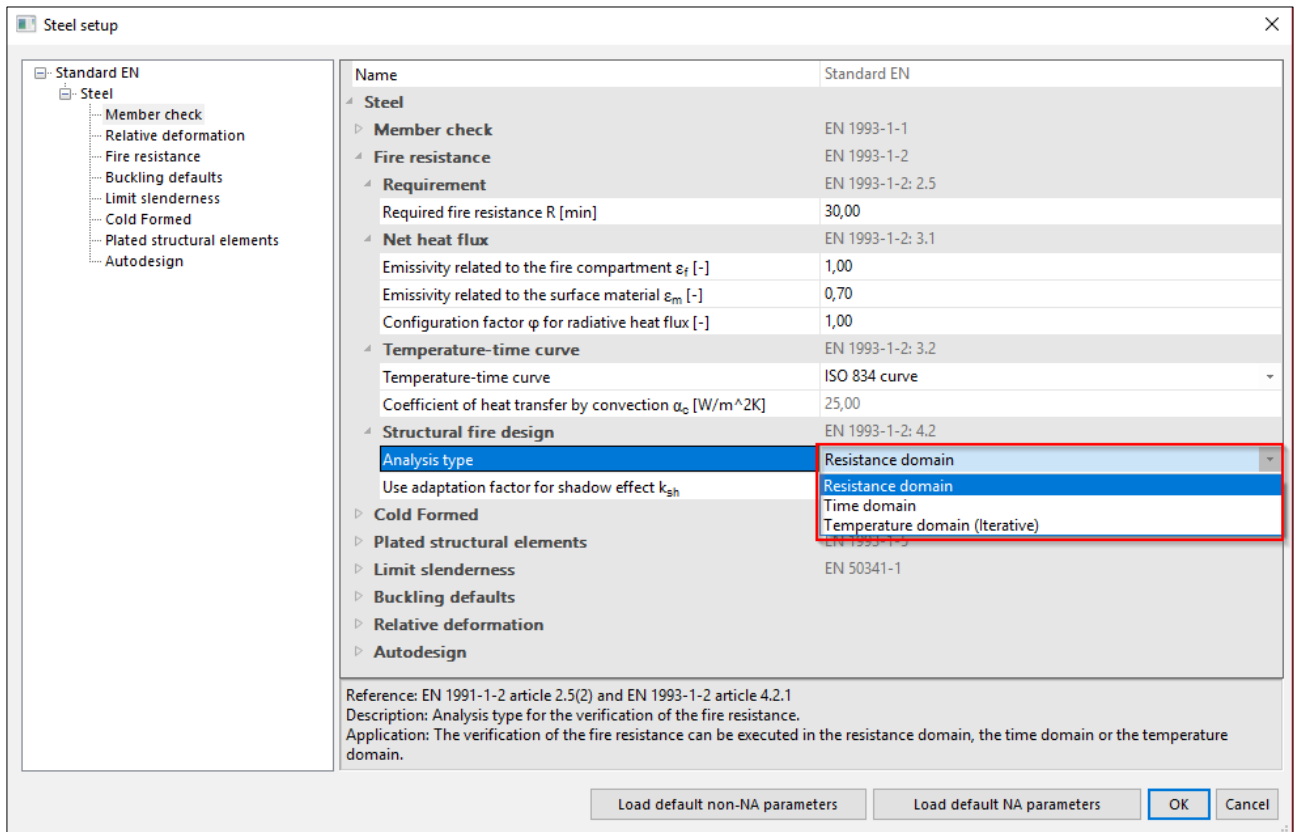 Steel setup
Standard EN
Steel
Member check
Relative deformation
Fire resistance
Buckling defaults
Limit slenderness
Cold Formed
Plated structural elements
Autodesign
Name Standard EN
Steel
Member check EN 1993-1-1
Fire resistance EN 1993-1-2
Requirement EN 1993-1-2: 2.5
Required fire resistance R [min] 30,00
Net heat flux EN 1993-1-2: 3.1
Emissivity related to the fire compartment εf [-] 1,00
Emissivity related to the surface material εm [-] 0,70
Configuration factor φ for radiative heat flux [-] 1,00
Temperature-time curve EN 1993-1-2: 3.2
Temperature-time curve ISO 834 curve
Coefficient of heat transfer by convection αc [W/m^2K] 25,00
Structural fire design EN 1993-1-2: 4.2
Analysis type Resistance domain
Use adaptation factor for shadow effect ksh
Resistance domain
Time domain
Temperature domain (Iterative)
Cold Formed
Plated structural elements EN 1993-1-5
Limit slenderness EN 50341-1
Buckling defaults
Relative deformation
Autodesign
Reference: EN 1991-1-2 article 2.5(2) and EN 1993-1-2 article 4.2.1
Description: Analysis type for the verification of the fire resistance.
Application: The verification of the fire resistance can be executed in the resistance domain, the time domain or the temperature
domain.
Load default non-NA parameters Load default NA parameters OK Cancel